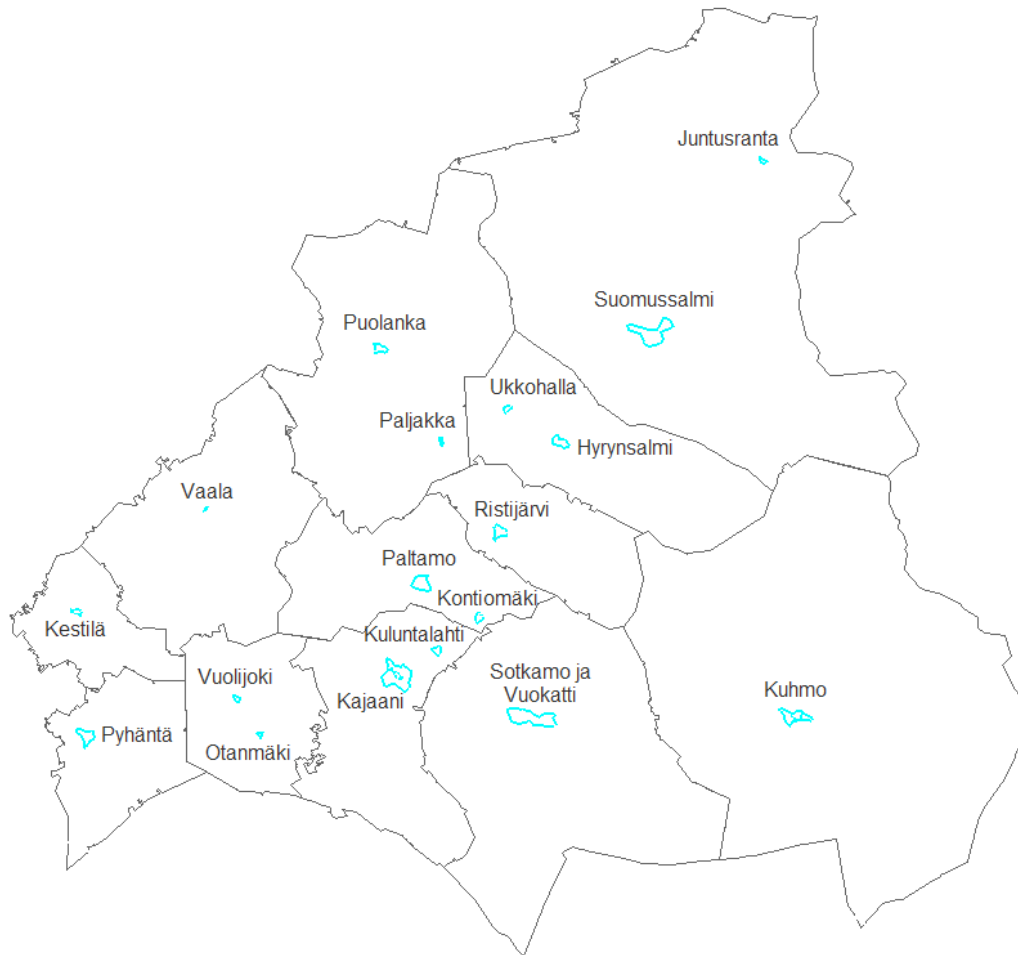 Juntusranta
Suomussalmi
Puolanka
Ukkohalla
Paljakka
Hyrynsalmi
Vaala
Ristijärvi
Paltamo
Kontiomäki
Kestilä
Kuluntalahti
Vuolijoki
Kajaani
Sotkamo ja
Vuokatti
Kuhmo
Pyhäntä
Otanmäki